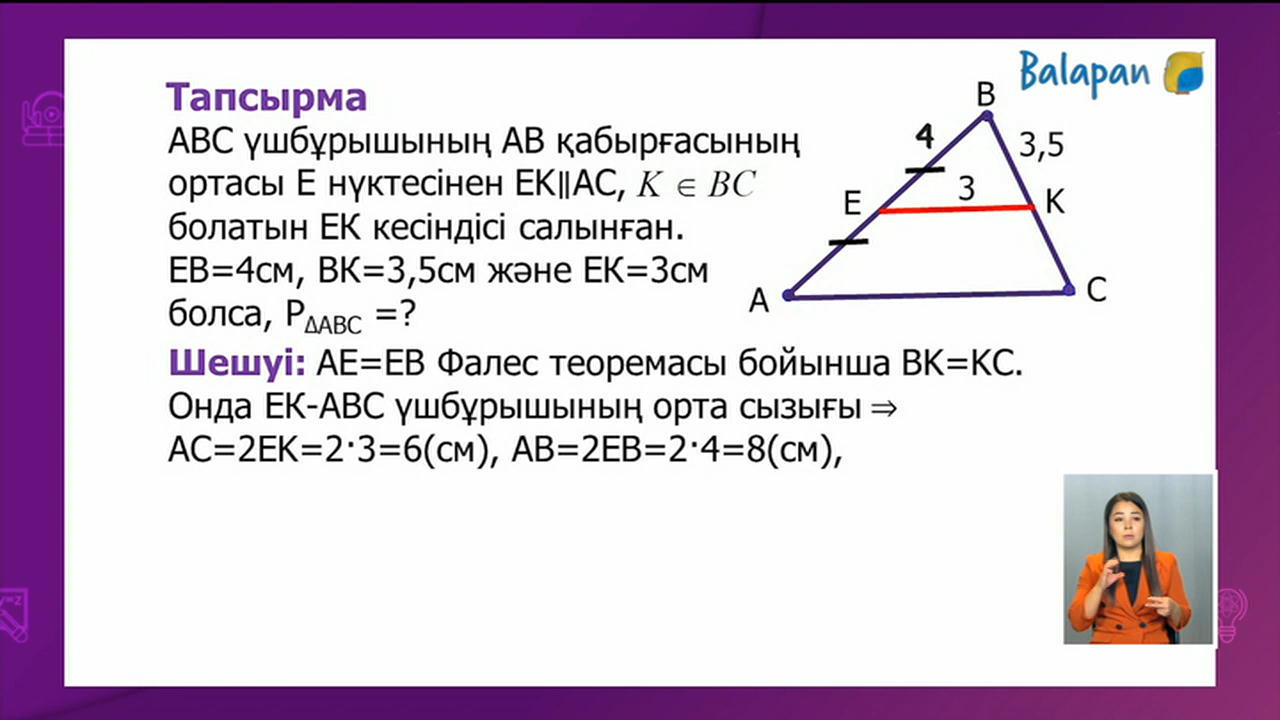 Balapan
Тапсырма
АВС үшбұрышының АВ қабырғасының
ортасы Е нүктесінен ЕК∥АС, K ∈ BC
болатын ЕК кесіндісі салынған.
ЕВ=4см, ВК=3,5см және ЕК=3см
болса, Р∆АВС =?
B
4
3,5
3
E
K
A
C
Шешуі: АЕ=ЕВ Фалес теоремасы бойынша ВК=КС.
Онда ЕК-АВС үшбұрышының орта сызығы ⇒
АС=2ЕК=2·3=6(см), АВ=2ЕВ=2·4=8(см),